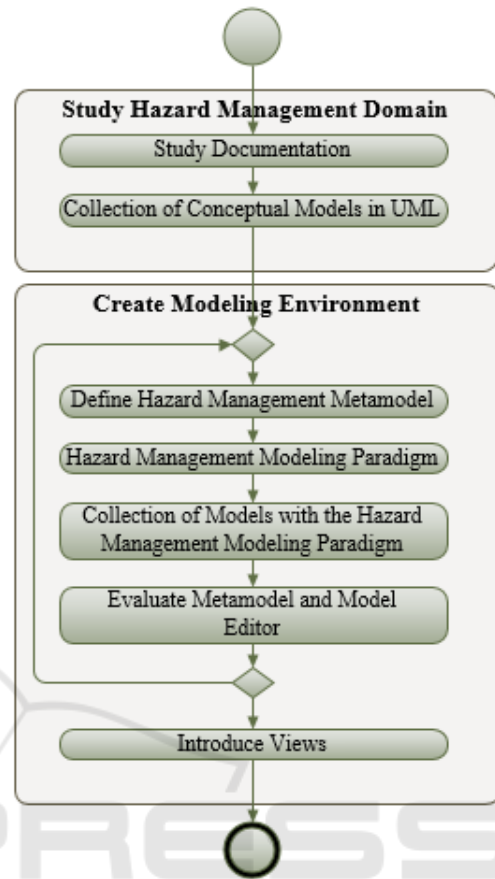 Study Hazard Management Domain
Study Documentation
Collection of Conceptual Models in UML
Create Modeling Environment
Define Hazard Management Metamodel
Hazard Management Modeling Paradigm
Collection of Models with the Hazard
Management Modeling Paradigm
Evaluate Metamodel and Model
Editor
Introduce Views
PRESS